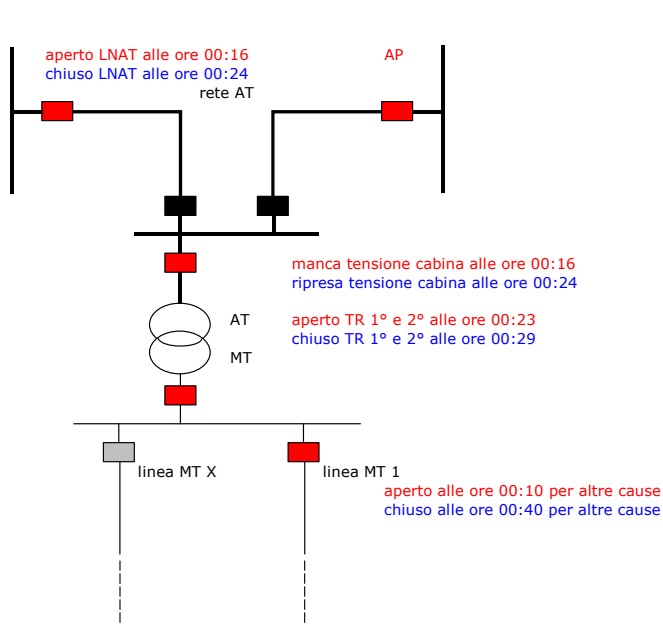 aperto LNAT alle ore 00:16
chiuso LNAT alle ore 00:24
AP
rete AT
manca tensione cabina alle ore 00:16
ripresa tensione cabina alle ore 00:24
AT
aperto TR 1° e 2° alle ore 00:23
chiuso TR 1° e 2° alle ore 00:29
MT
linea MT X
linea MT 1
aperto alle ore 00:10 per altre cause
chiuso alle ore 00:40 per altre cause